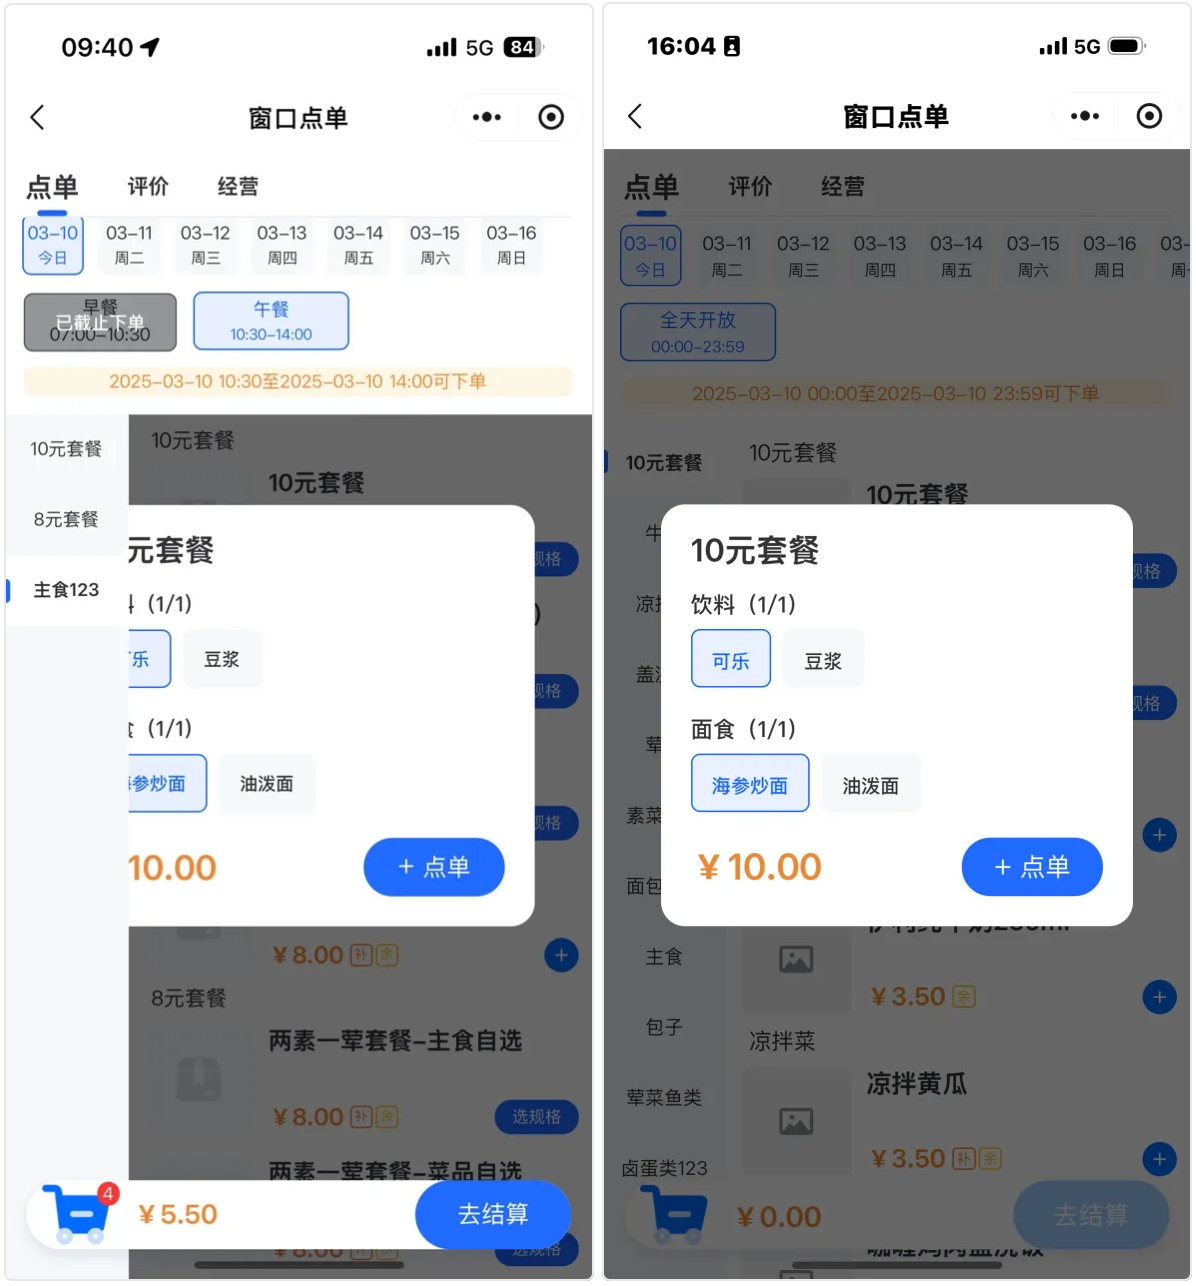 09:40
5G 84
窗口点单
点单 评价 经营
03-10 03-11 03-12 03-13 03-14 03-15 03-16
今日 周二 周三 周四 周五 周六 周日
早餐
已截止下单
07:00-10:30
午餐
10:30-14:00
2025-03-10 10:30至2025-03-10 14:00可下单
10元套餐
8元套餐
主食123
10元套餐
10元套餐
规格
元套餐
(1/1)
乐 豆浆
规格
(1/1)
参炒面 油泼面
规格
10.00 + 点单
¥8.00 补 余 +
8元套餐
两素一荤套餐-主食自选
¥8.00 补 余 选规格
两素一荤套餐-菜品自选
4
¥5.50 去结算
选规格
16:04
5G
窗口点单
点单 评价 经营
03-10 03-11 03-12 03-13 03-14 03-15 03-16 03-
今日 周二 周三 周四 周五 周六 周日 周
全天开放
00:00-23:59
2025-03-10 00:00至2025-03-10 23:59可下单
10元套餐
牛
凉拌
盖
荤
素菜
面包
主食
包子
荤菜鱼类
卤蛋类123
10元套餐
10元套餐
规格
10元套餐
饮料 (1/1)
可乐 豆浆
规格
面食 (1/1)
海参炒面 油泼面
+
¥10.00 + 点单
¥3.50 余 +
凉拌菜
凉拌黄瓜
¥3.50 补 余 +
¥0.00 去结算